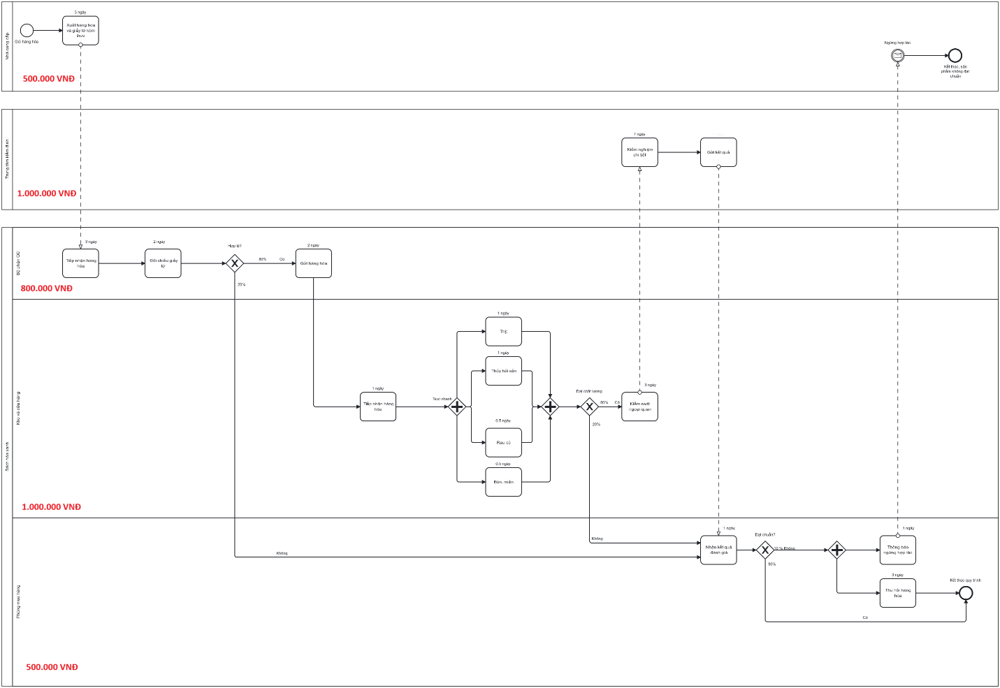 3 ngày
Xuất hàng hóa
và giấy tờ kèm
theo
Gửi hàng hóa
Nhà cung cấp
500.000 VNĐ
Ngừng hợp tác
Kết thúc, sản
phẩm không đạt
chuẩn
Trung tâm kiểm định
7 ngày
Kiểm nghiệm
chi tiết
Gửi kết quả
1.000.000 VNĐ
Bách hóa xanh
Bộ phận QC
3 ngày
Tiếp nhận hàng
hóa
2 ngày
Đối chiếu giấy
tờ
Hợp lệ?
80%
Có
20%
2 ngày
Gửi hàng hóa
800.000 VNĐ
Kho và cửa hàng
1 ngày
Tiếp nhận hàng
hóa
Test nhanh
1 ngày
Thịt
1 ngày
Thủy hải sản
0.5 ngày
Rau củ
0.5 ngày
Bún, miến
Đạt chất lượng
80%
Có
20%
3 ngày
Kiểm soát
ngoại quan
1.000.000 VNĐ
Phòng mua hàng
Không
Không
1 ngày
Nhận kết quả
đánh giá
Đạt chuẩn?
10 % Không
90%
1 ngày
Thông báo
ngừng hợp tác
3 ngày
Thu hồi hàng
hóa
Kết thúc quy trình
Có
500.000 VNĐ